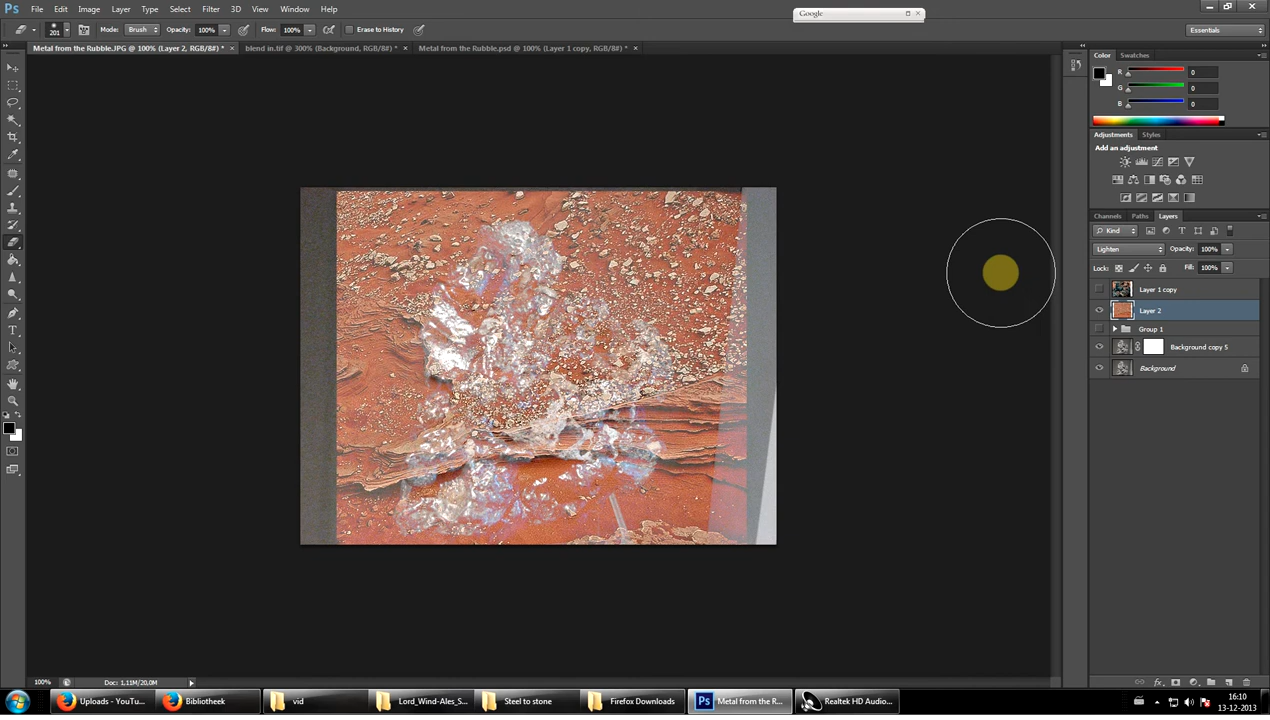 Ps File Edit Image Layer Type Select Filter 3D View Window Help
Google
201 Mode: Brush Opacity: 100% Flow: 100% Erase to History Essentials
Metal from the Rubble.JPG @ 100% (Layer 2, RGB/8#) * × blend in.tif @ 300% (Background, RGB/8#) * × Metal from the Rubble.psd @ 100% (Layer 1 copy, RGB/8#) * ×
Color Swatches
R 0
G 0
B 0
Adjustments Styles
Add an adjustment
Channels Paths Layers
Kind
Lighten Opacity: 100%
Lock: Fill: 100%
Layer 1 copy
Layer 2
Group 1
Background copy 5
Background
100% Doc: 1,11M/20,0M
Uploads - YouTu... Bibliotheek vid Lord_Wind-Ales_S... Steel to stone Firefox Downloads Ps Metal from the R... Realtek HD Audio...
16:10
13-12-2013